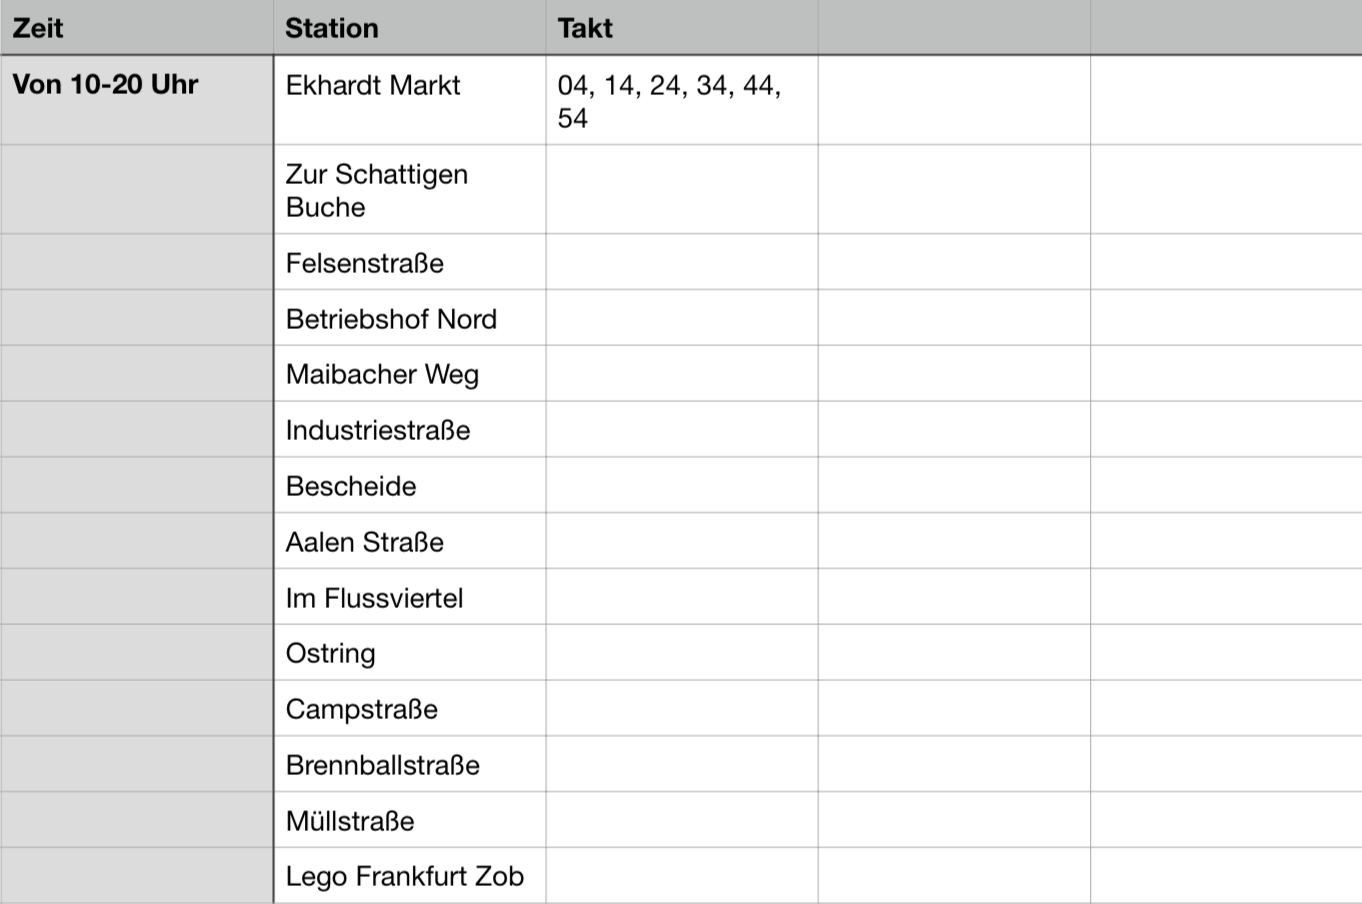 Zeit Station Takt
Von 10-20 Uhr Ekhardt Markt 04, 14, 24, 34, 44,
54
Zur Schattigen
Buche
Felsenstraße
Betriebshof Nord
Maibacher Weg
Industriestraße
Bescheide
Aalen Straße
Im Flussviertel
Ostring
Campstraße
Brennballstraße
Müllstraße
Lego Frankfurt Zob